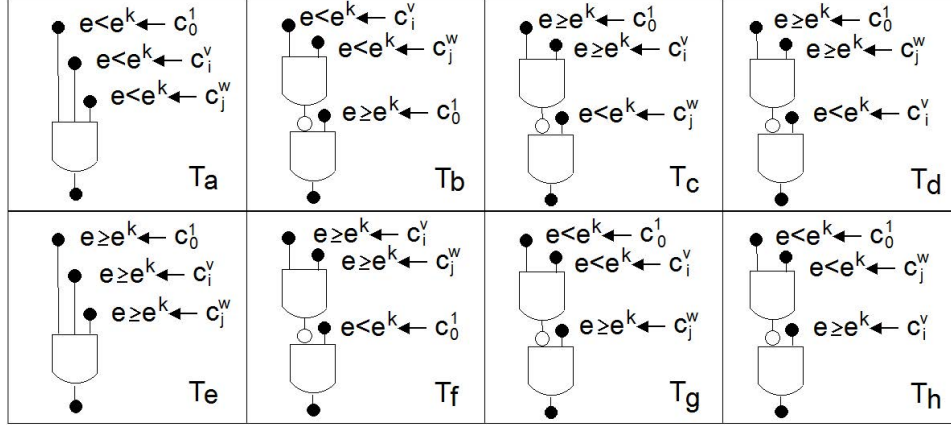 e<e^k ← c_0^1
e<e^k ← c_i^v
e<e^k ← c_j^w
T_a
e<e^k ← c_i^v
e<e^k ← c_j^w
e≥e^k ← c_0^1
T_b
e≥e^k ← c_0^1
e≥e^k ← c_i^v
e<e^k ← c_j^w
T_c
e≥e^k ← c_0^1
e≥e^k ← c_j^w
e<e^k ← c_i^v
T_d
e≥e^k ← c_0^1
e≥e^k ← c_i^v
e≥e^k ← c_j^w
T_e
e≥e^k ← c_i^v
e≥e^k ← c_j^w
e<e^k ← c_0^1
T_f
e<e^k ← c_0^1
e<e^k ← c_i^v
e≥e^k ← c_j^w
T_g
e<e^k ← c_0^1
e<e^k ← c_j^w
e≥e^k ← c_i^v
T_h